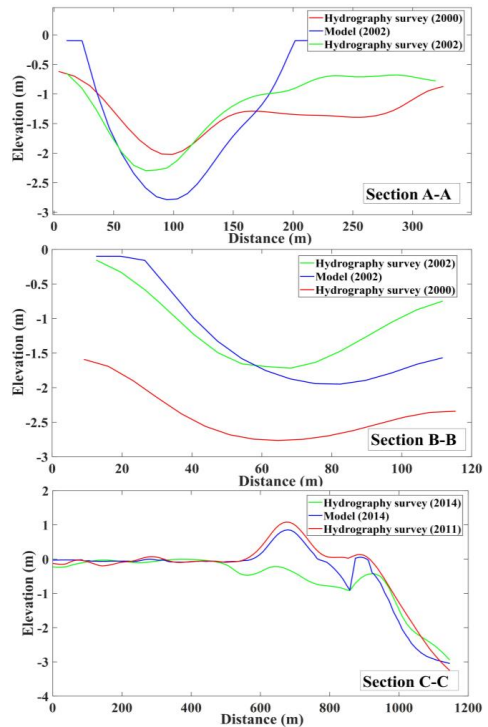 0
-0.5
-1
-1.5
-2
-2.5
-3
Elevation (m)
Hydrography survey (2000)
Model (2002)
Hydrography survey (2002)
Section A-A
0 50 100 150 200 250 300
Distance (m)
0
-0.5
-1
-1.5
-2
-2.5
-3
Elevation (m)
Hydrography survey (2002)
Model (2002)
Hydrography survey (2000)
Section B-B
0 20 40 60 80 100 120
Distance (m)
2
1
0
-1
-2
-3
-4
Elevation (m)
Hydrography survey (2014)
Model (2014)
Hydrography survey (2011)
Section C-C
0 200 400 600 800 1000 1200
Distance (m)